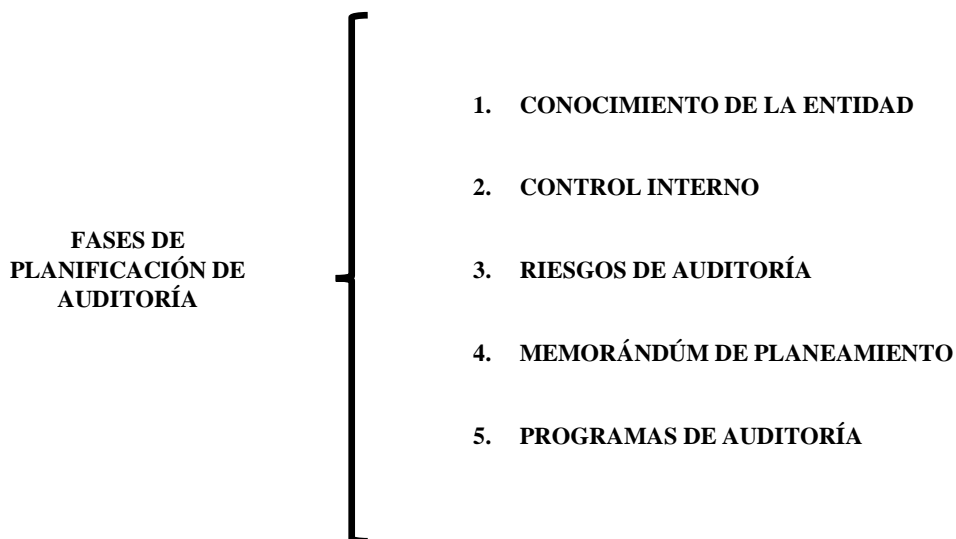 FASES DE
PLANIFICACIÓN DE
AUDITORÍA
1. CONOCIMIENTO DE LA ENTIDAD
2. CONTROL INTERNO
3. RIESGOS DE AUDITORÍA
4. MEMORÁNDÚM DE PLANEAMIENTO
5. PROGRAMAS DE AUDITORÍA